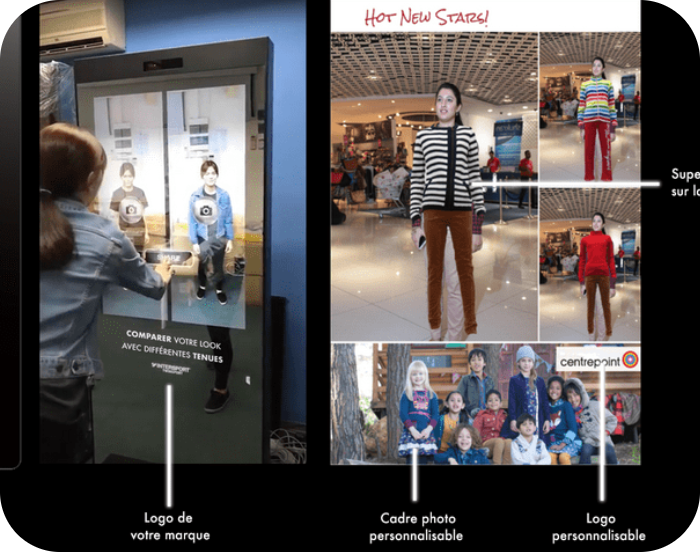 Hot New Stars!
COMPARER VOTRE LOOK
AVEC DIFFÉRENTES TENUES
INTERSPORT
centrepoint
Supe
sur la
Logo de
votre marque
Cadre photo
personnalisable
Logo
personnalisable